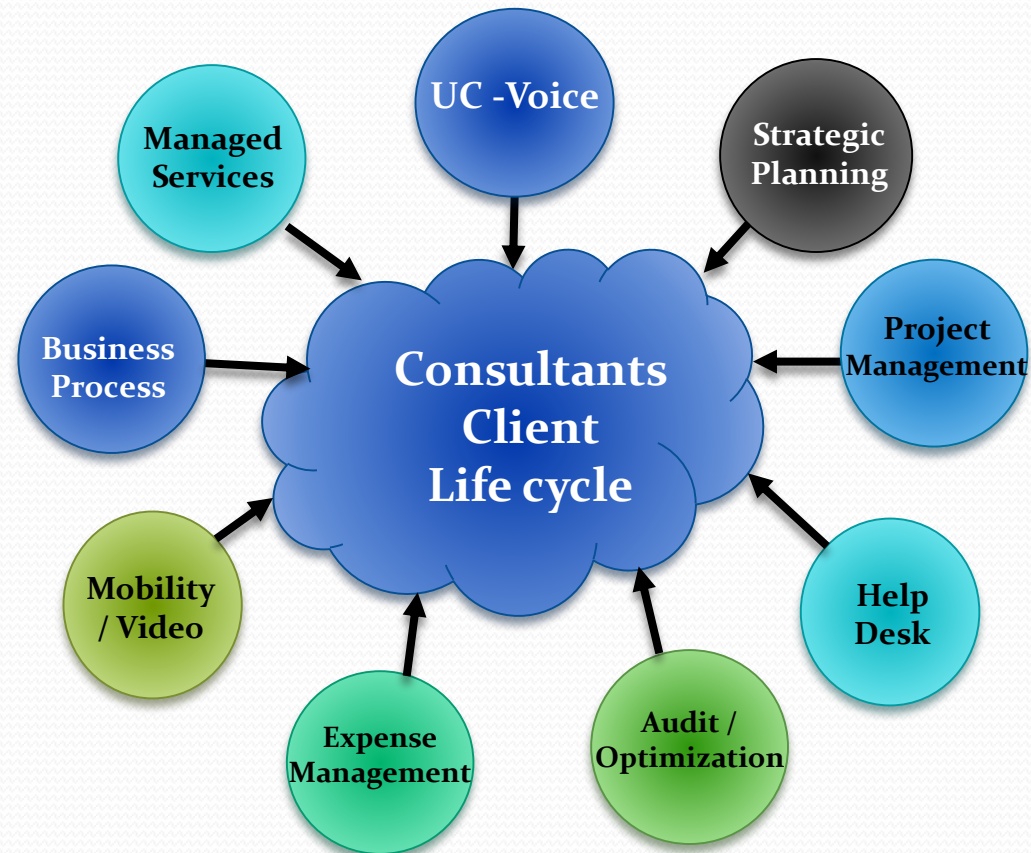 UC -Voice
Strategic
Planning
Managed
Services
Project
Management
Business
Process
Consultants
Client
Life cycle
Mobility
/ Video
Help
Desk
Expense
Management
Audit /
Optimization